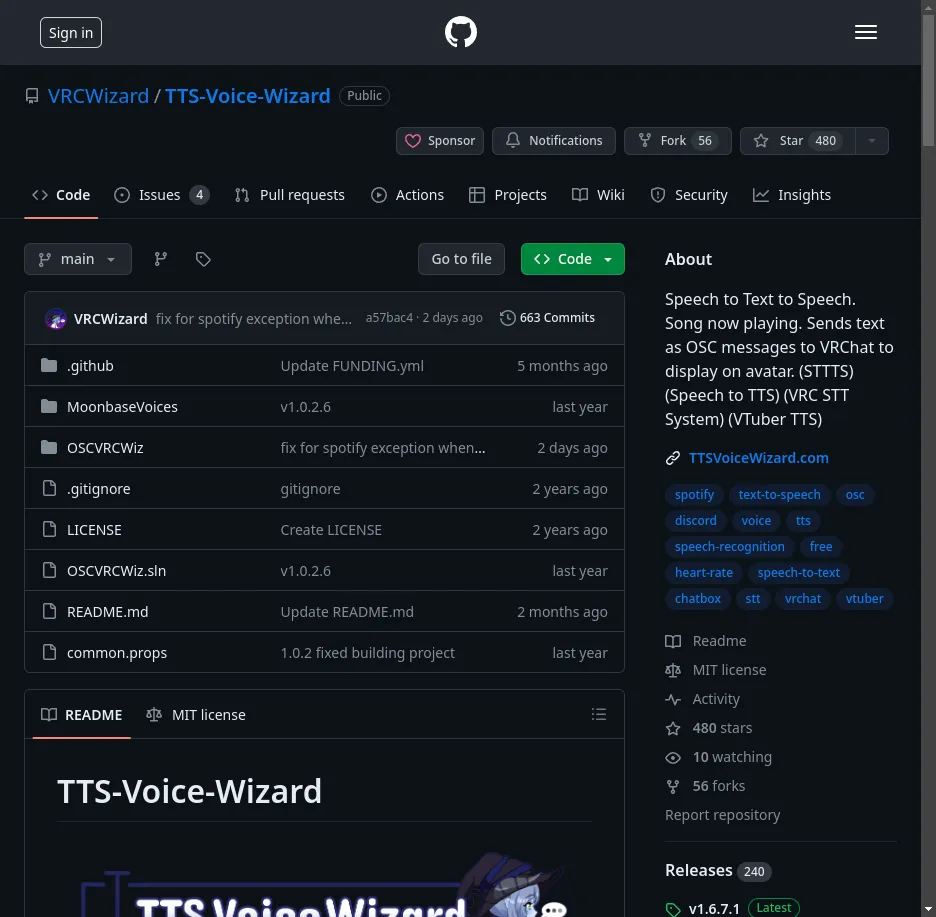 Sign in
VRCWizard / TTS-Voice-Wizard Public
Sponsor Notifications Fork 56 Star 480
Code Issues 4 Pull requests Actions Projects Wiki Security Insights
main Go to file Code
VRCWizard fix for spotify exception whe... a57bac4 · 2 days ago 663 Commits
.github Update FUNDING.yml 5 months ago
MoonbaseVoices v1.0.2.6 last year
OSCVRCWiz fix for spotify exception when... 2 days ago
.gitignore gitignore 2 years ago
LICENSE Create LICENSE 2 years ago
OSCVRCWiz.sln v1.0.2.6 last year
README.md Update README.md 2 months ago
common.props 1.0.2 fixed building project last year
README MIT license
TTS-Voice-Wizard
TTS Voice Wizard
About
Speech to Text to Speech.
Song now playing. Sends text
as OSC messages to VRChat to
display on avatar. (STTTS)
(Speech to TTS) (VRC STT
System) (VTuber TTS)
TTSVoiceWizard.com
spotify text-to-speech osc
discord voice tts
speech-recognition free
heart-rate speech-to-text
chatbox stt vrchat vtuber
Readme
MIT license
Activity
480 stars
10 watching
56 forks
Report repository
Releases 240
v1.6.7.1 Latest